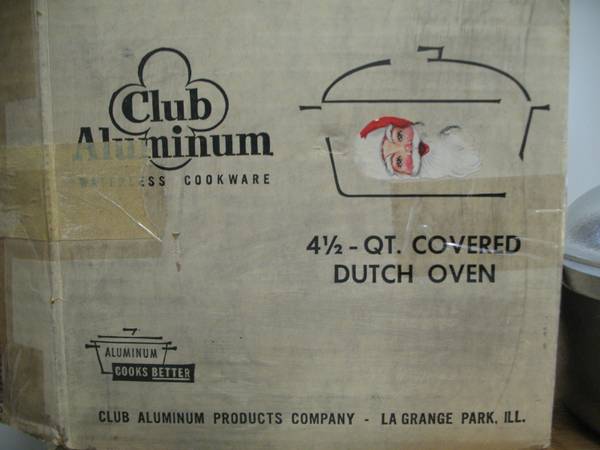 Club
Aluminum
WATERLESS COOKWARE
4½ - QT. COVERED
DUTCH OVEN
ALUMINUM
COOKS BETTER
CLUB ALUMINUM PRODUCTS COMPANY - LA GRANGE PARK, ILL.